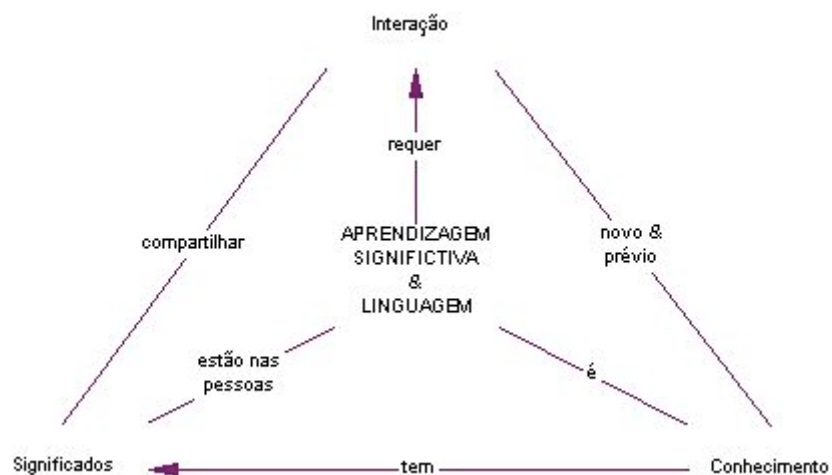 Interação
requer
compartilhar
APRENDIZAGEM
SIGNIFICTIVA
&
LINGUAGEM
novo &
prévio
estão nas
pessoas
é
Significados
tem
Conhecimento